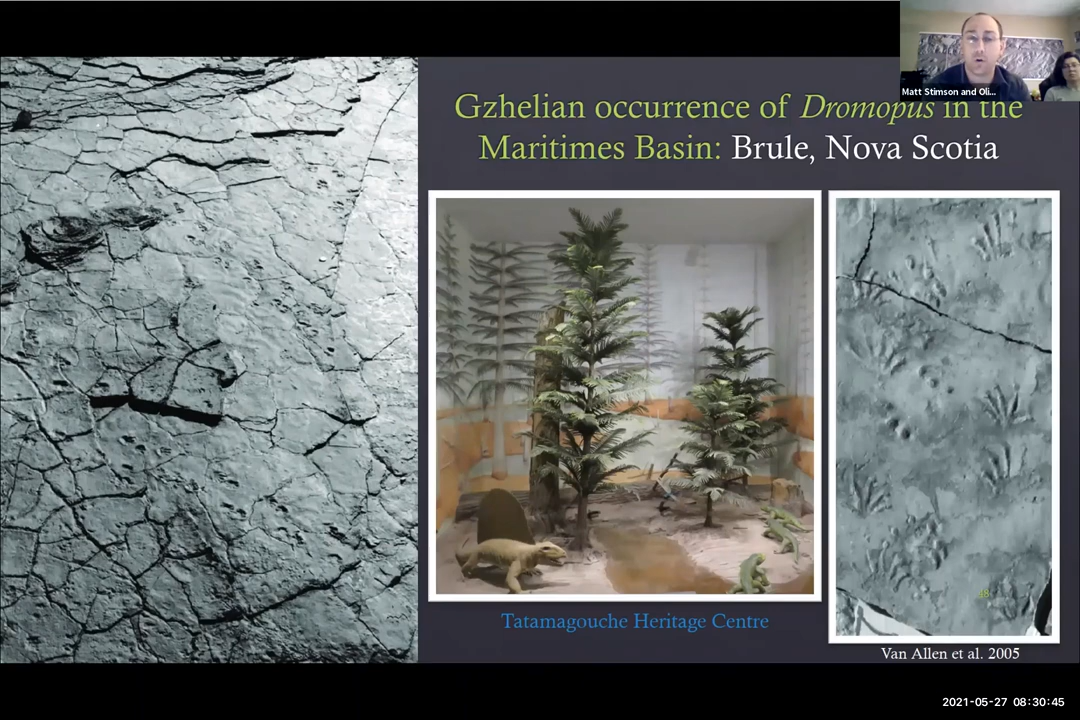 Matt Stimson and Oli...
Gzhelian occurrence of Dromopus in the
Maritimes Basin: Brule, Nova Scotia
Tatamagouche Heritage Centre
Van Allen et al. 2005
2021-05-27 08:30:45